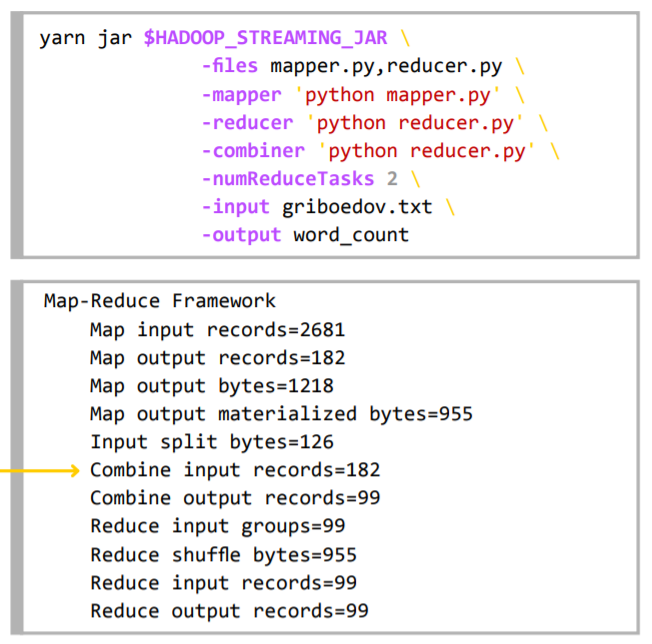 yarn jar $HADOOP_STREAMING_JAR \
-files mapper.py,reducer.py \
-mapper 'python mapper.py' \
-reducer 'python reducer.py' \
-combiner 'python reducer.py' \
-numReduceTasks 2 \
-input griboedov.txt \
-output word_count
Map-Reduce Framework
Map input records=2681
Map output records=182
Map output bytes=1218
Map output materialized bytes=955
Input split bytes=126
Combine input records=182
Combine output records=99
Reduce input groups=99
Reduce shuffle bytes=955
Reduce input records=99
Reduce output records=99